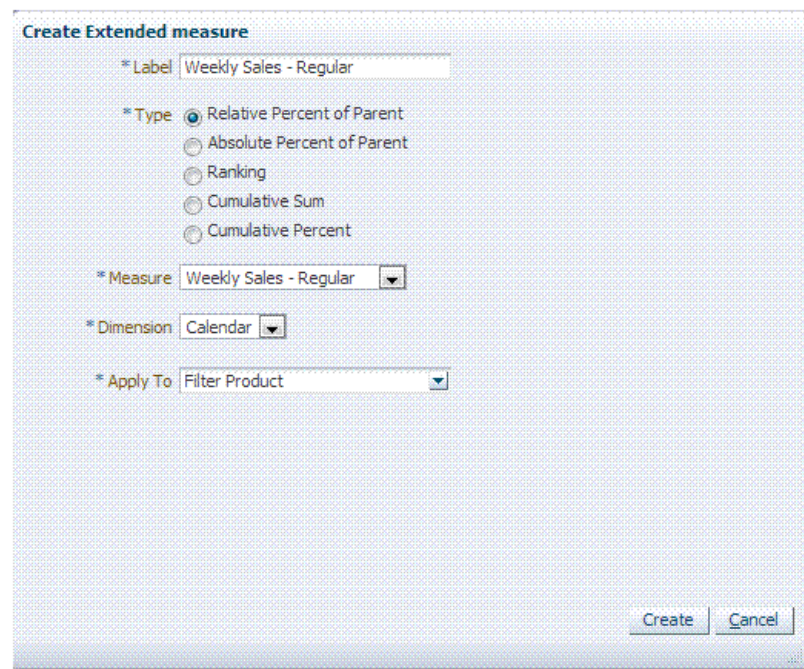 Create Extended measure
* Label Weekly Sales - Regular
* Type Relative Percent of Parent
Absolute Percent of Parent
Ranking
Cumulative Sum
Cumulative Percent
* Measure Weekly Sales - Regular
* Dimension Calendar
* Apply To Filter Product
Create Cancel